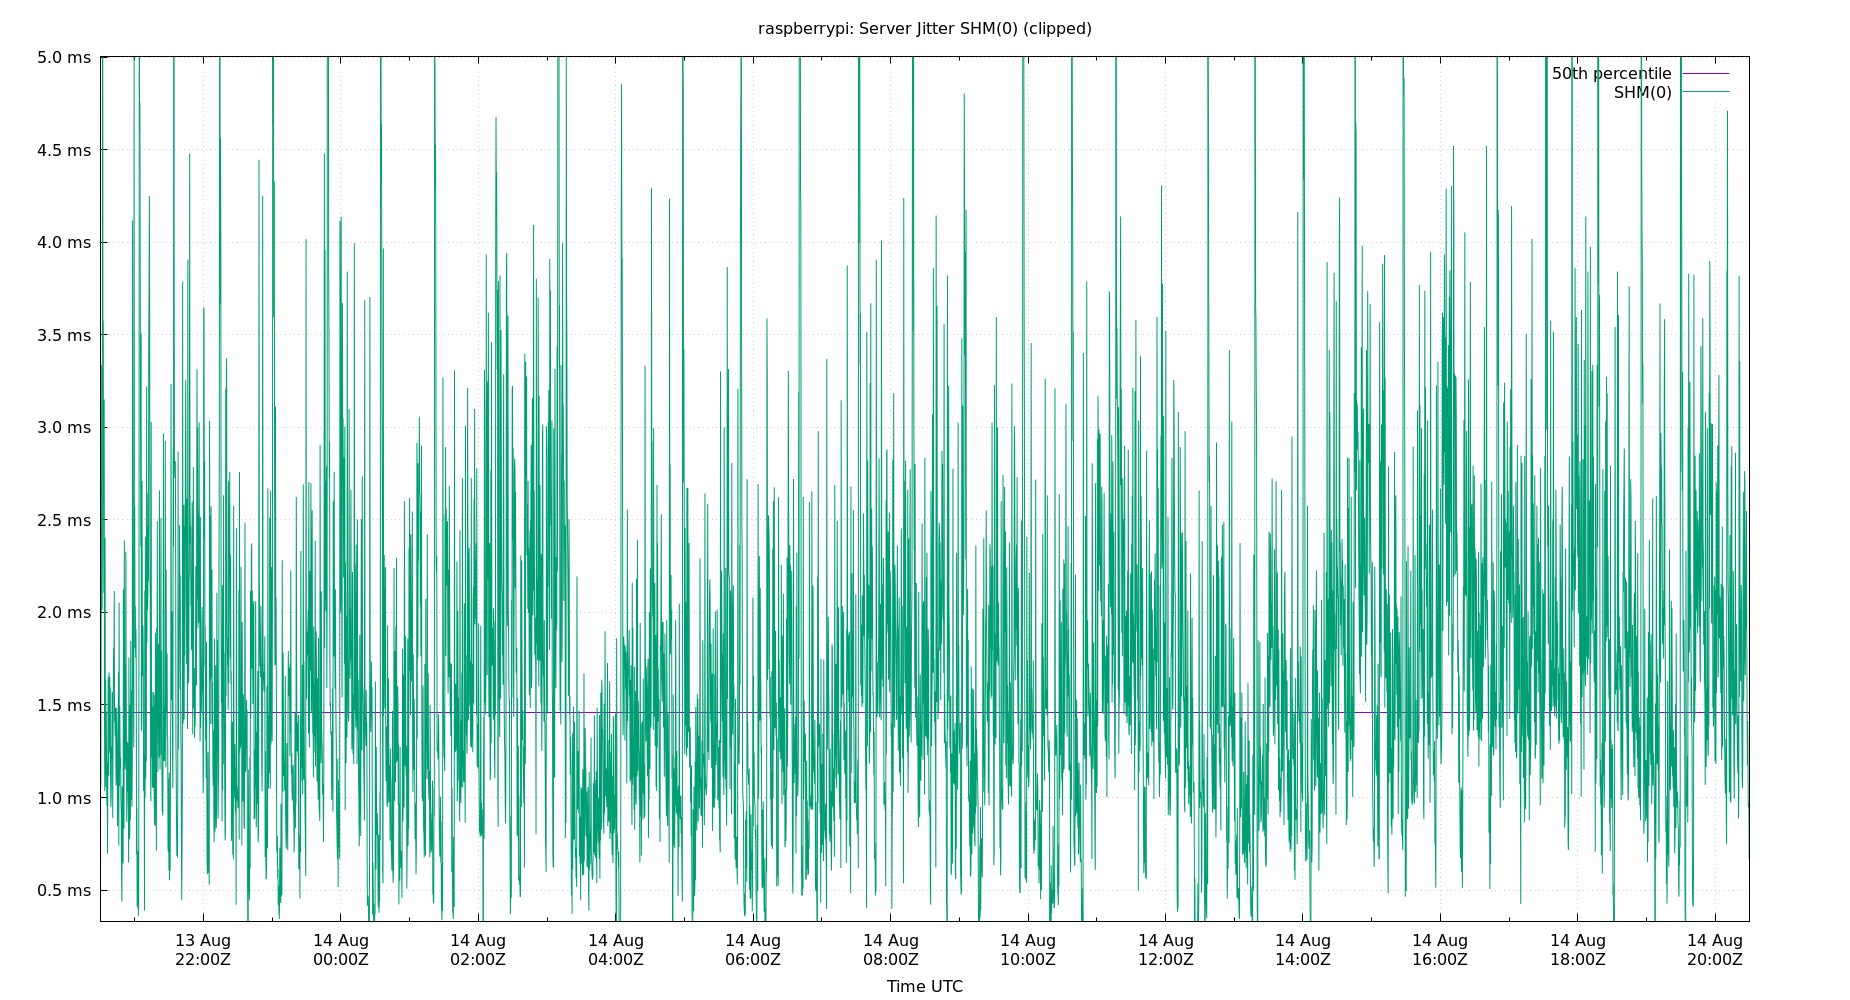 raspberrypi: Server Jitter SHM(0) (clipped)
5.0 ms
50th percentile
SHM(0)
4.5 ms
4.0 ms
3.5 ms
3.0 ms
2.5 ms
2.0 ms
1.5 ms
1.0 ms
0.5 ms
13 Aug 14 Aug 14 Aug 14 Aug 14 Aug 14 Aug 14 Aug 14 Aug 14 Aug 14 Aug 14 Aug 14 Aug
22:00Z 00:00Z 02:00Z 04:00Z 06:00Z 08:00Z 10:00Z 12:00Z 14:00Z 16:00Z 18:00Z 20:00Z
Time UTC